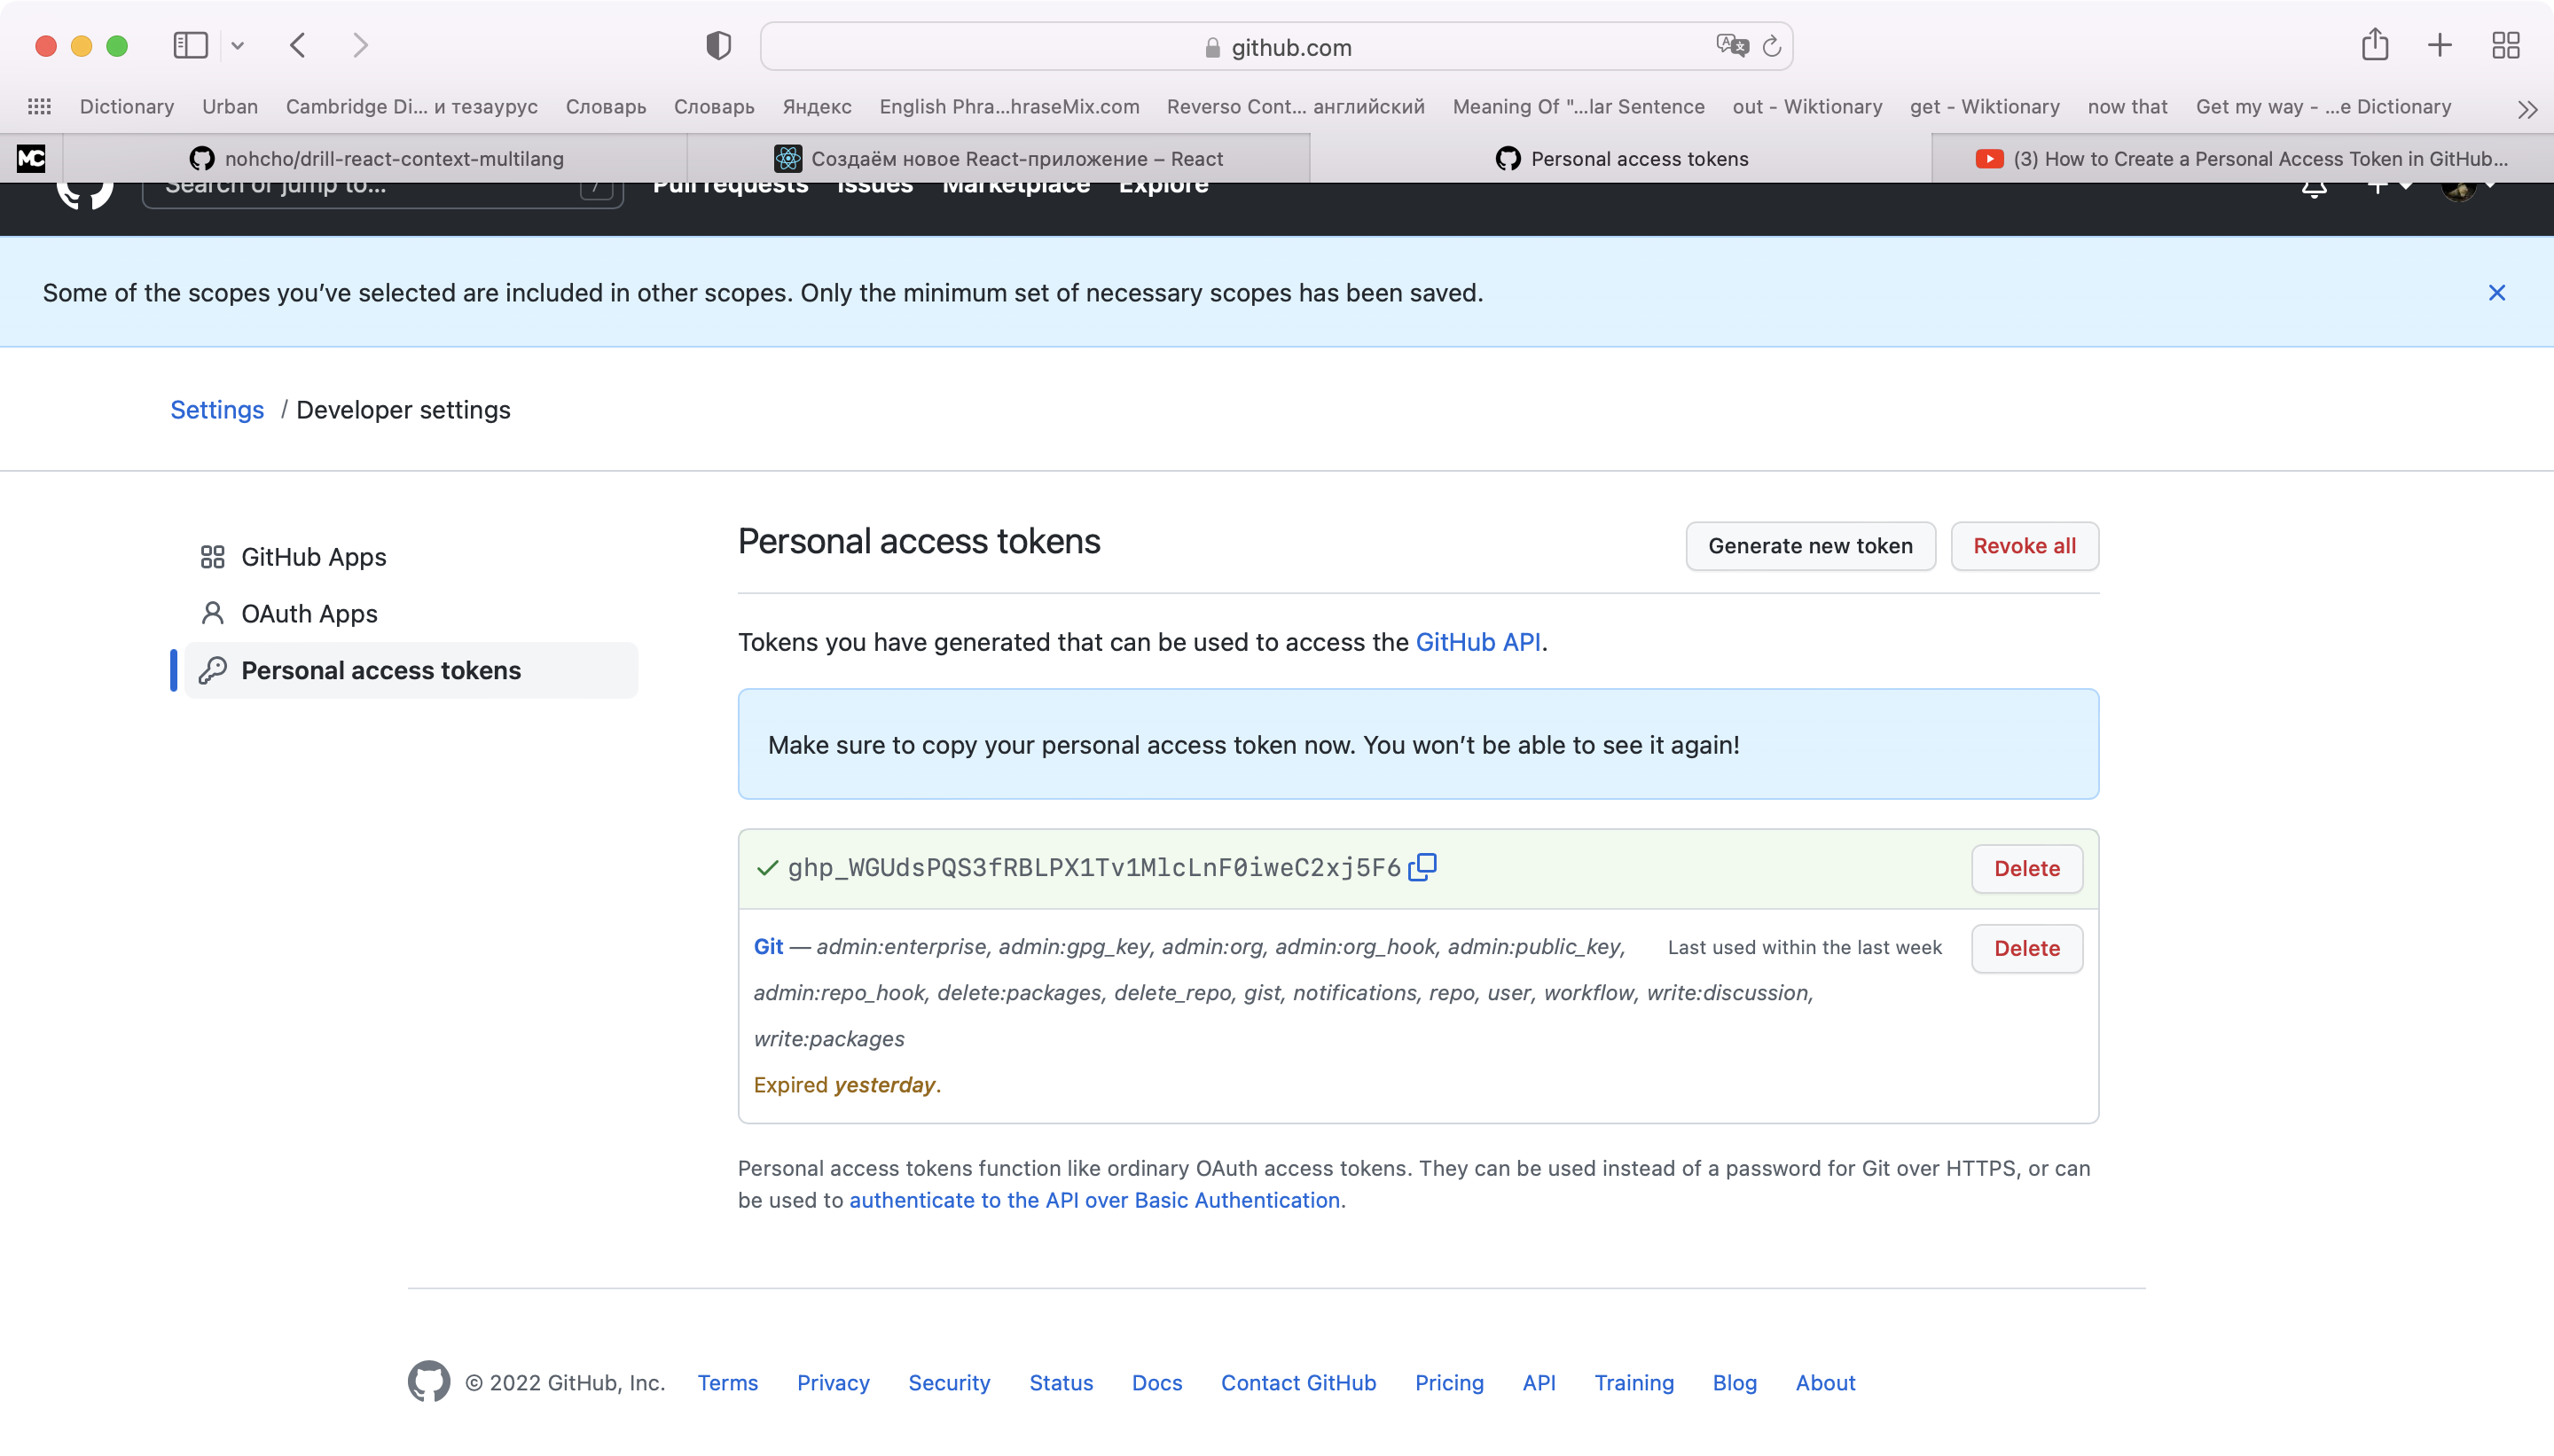 github.com
Dictionary Urban Cambridge Di... и тезаурус Словарь Словарь Яндекс English Phra...hraseMix.com Reverso Cont... английский Meaning Of "...lar Sentence out - Wiktionary get - Wiktionary now that Get my way - ...e Dictionary
MC nohcho/drill-react-context-multilang Создаём новое React-приложение – React Personal access tokens (3) How to Create a Personal Access Token in GitHub...
Search or jump to... / Pull requests Issues Marketplace Explore
Some of the scopes you’ve selected are included in other scopes. Only the minimum set of necessary scopes has been saved.
Settings / Developer settings
GitHub Apps
OAuth Apps
Personal access tokens
Personal access tokens
Generate new token Revoke all
Tokens you have generated that can be used to access the GitHub API.
Make sure to copy your personal access token now. You won’t be able to see it again!
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 Delete
Git — admin:enterprise, admin:gpg_key, admin:org, admin:org_hook, admin:public_key, Last used within the last week Delete
admin:repo_hook, delete:packages, delete_repo, gist, notifications, repo, user, workflow, write:discussion,
write:packages
Expired yesterday.
Personal access tokens function like ordinary OAuth access tokens. They can be used instead of a password for Git over HTTPS, or can
be used to authenticate to the API over Basic Authentication.
© 2022 GitHub, Inc. Terms Privacy Security Status Docs Contact GitHub Pricing API Training Blog About